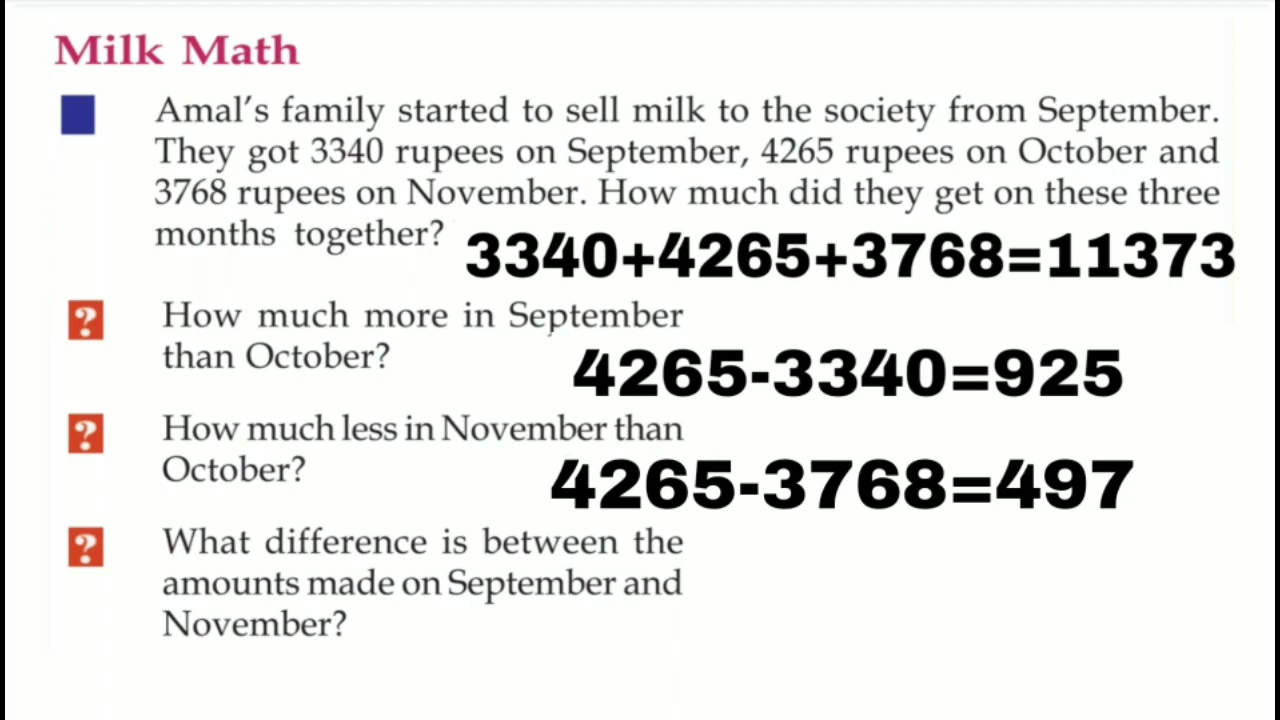 Milk Math
Amal's family started to sell milk to the society from September.
They got 3340 rupees on September, 4265 rupees on October and
3768 rupees on November. How much did they get on these three
months together?
3340+4265+3768=11373
? How much more in September
than October?
4265-3340=925
? How much less in November than
October?
4265-3768=497
? What difference is between the
amounts made on September and
November?